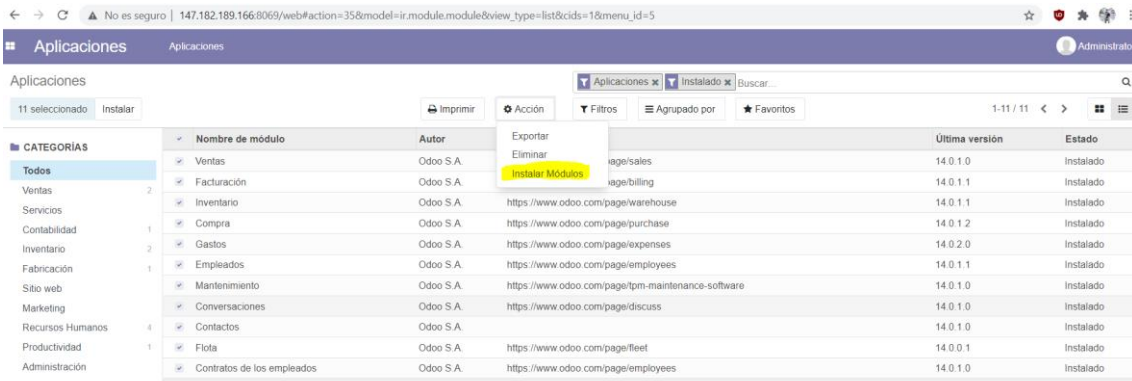 No es seguro | 147.182.189.166:8069/web#action=35&model=ir.module.module&view_type=list&cids=1&menu_id=5
Aplicaciones Aplicaciones Administrato
Aplicaciones Aplicaciones Instalado Buscar...
11 seleccionado Instalar Imprimir Acción Filtros Agrupado por Favoritos 1-11 / 11
Exportar
Eliminar
Instalar Módulos
CATEGORÍAS
Todos
Ventas 2
Servicios
Contabilidad 1
Inventario 2
Fabricación 1
Sitio web
Marketing
Recursos Humanos 4
Productividad 1
Administración
Nombre de módulo Autor Última versión Estado
Ventas Odoo S.A. page/sales 14.0.1.0 Instalado
Facturación Odoo S.A. page/billing 14.0.1.1 Instalado
Inventario Odoo S.A. https://www.odoo.com/page/warehouse 14.0.1.1 Instalado
Compra Odoo S.A. https://www.odoo.com/page/purchase 14.0.1.2 Instalado
Gastos Odoo S.A. https://www.odoo.com/page/expenses 14.0.2.0 Instalado
Empleados Odoo S.A. https://www.odoo.com/page/employees 14.0.1.1 Instalado
Mantenimiento Odoo S.A. https://www.odoo.com/page/tpm-maintenance-software 14.0.1.0 Instalado
Conversaciones Odoo S.A. https://www.odoo.com/page/discuss 14.0.1.0 Instalado
Contactos Odoo S.A. 14.0.1.0 Instalado
Flota Odoo S.A. https://www.odoo.com/page/fleet 14.0.0.1 Instalado
Contratos de los empleados Odoo S.A. https://www.odoo.com/page/employees 14.0.1.0 Instalado